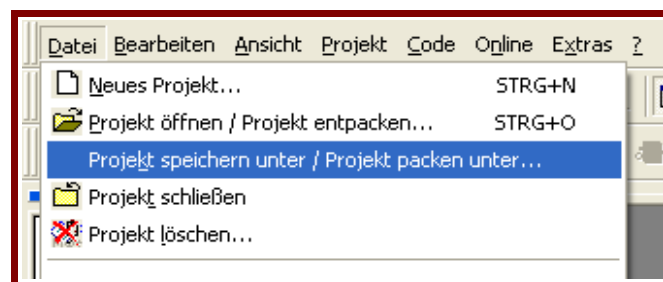 Datei Bearbeiten Ansicht Projekt Code Online Extras ?
Neues Projekt... STRG+N
Projekt öffnen / Projekt entpacken... STRG+O
Projekt speichern unter / Projekt packen unter...
Projekt schließen
Projekt löschen...